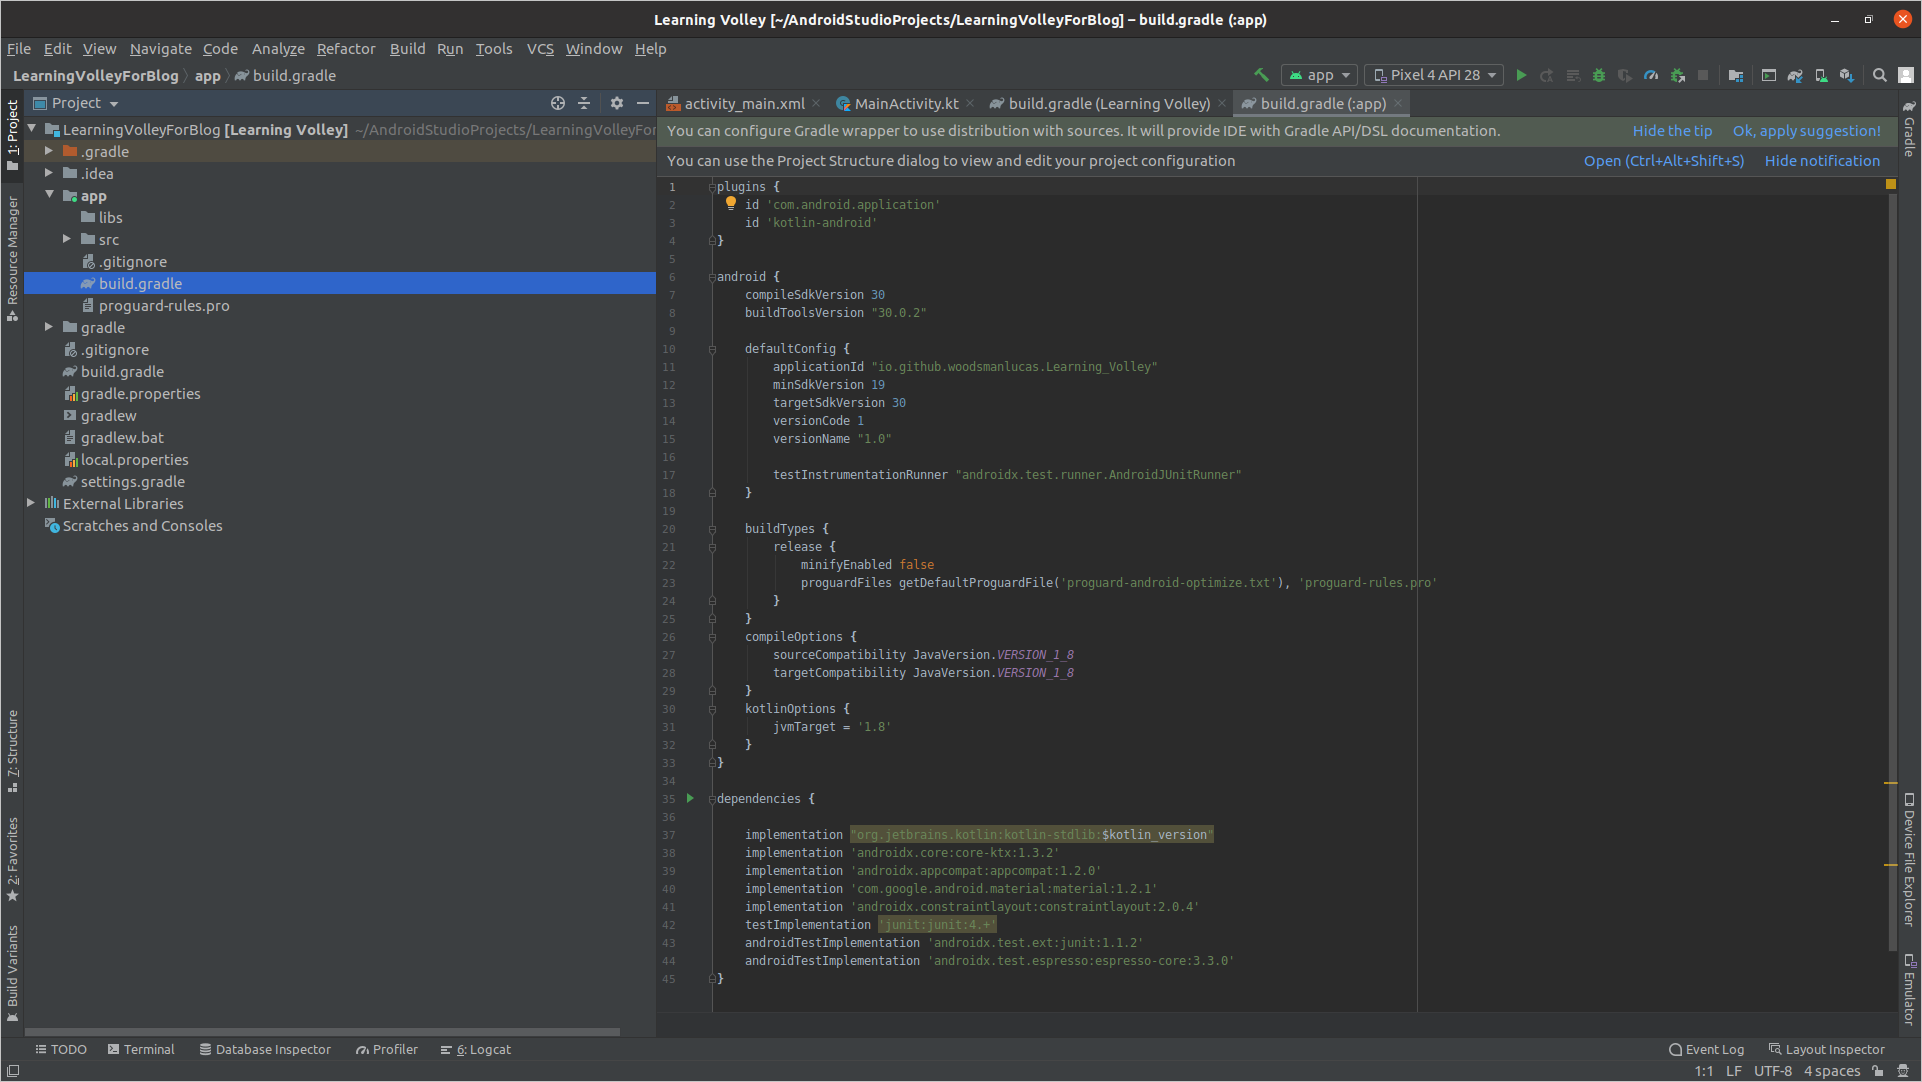 Learning Volley [~/AndroidStudioProjects/LearningVolleyForBlog] – build.gradle (:app)
File Edit View Navigate Code Analyze Refactor Build Run Tools VCS Window Help
LearningVolleyForBlog app build.gradle
app Pixel 4 API 28
Project
activity_main.xml MainActivity.kt build.gradle (Learning Volley) build.gradle (:app)
1: Project
Resource Manager
7: Structure
2: Favorites
Build Variants
LearningVolleyForBlog [Learning Volley] ~/AndroidStudioProjects/LearningVolleyFor
.gradle
.idea
app
libs
src
.gitignore
build.gradle
proguard-rules.pro
gradle
.gitignore
build.gradle
gradle.properties
gradlew
gradlew.bat
local.properties
settings.gradle
External Libraries
Scratches and Consoles
You can configure Gradle wrapper to use distribution with sources. It will provide IDE with Gradle API/DSL documentation. Hide the tip Ok, apply suggestion!
You can use the Project Structure dialog to view and edit your project configuration Open (Ctrl+Alt+Shift+S) Hide notification
1 plugins {
2 id 'com.android.application'
3 id 'kotlin-android'
4 }
5
6 android {
7 compileSdkVersion 30
8 buildToolsVersion "30.0.2"
9
10 defaultConfig {
11 applicationId "io.github.woodsmanlucas.Learning_Volley"
12 minSdkVersion 19
13 targetSdkVersion 30
14 versionCode 1
15 versionName "1.0"
16
17 testInstrumentationRunner "androidx.test.runner.AndroidJUnitRunner"
18 }
19
20 buildTypes {
21 release {
22 minifyEnabled false
23 proguardFiles getDefaultProguardFile('proguard-android-optimize.txt'), 'proguard-rules.pro'
24 }
25 }
26 compileOptions {
27 sourceCompatibility JavaVersion.VERSION_1_8
28 targetCompatibility JavaVersion.VERSION_1_8
29 }
30 kotlinOptions {
31 jvmTarget = '1.8'
32 }
33 }
34
35 dependencies {
36
37 implementation "org.jetbrains.kotlin:kotlin-stdlib:$kotlin_version"
38 implementation 'androidx.core:core-ktx:1.3.2'
39 implementation 'androidx.appcompat:appcompat:1.2.0'
40 implementation 'com.google.android.material:material:1.2.1'
41 implementation 'androidx.constraintlayout:constraintlayout:2.0.4'
42 testImplementation 'junit:junit:4.+'
43 androidTestImplementation 'androidx.test.ext:junit:1.1.2'
44 androidTestImplementation 'androidx.test.espresso:espresso-core:3.3.0'
45 }
Gradle
Device File Explorer
Emulator
TODO Terminal Database Inspector Profiler 6: Logcat Event Log Layout Inspector
1:1 LF UTF-8 4 spaces